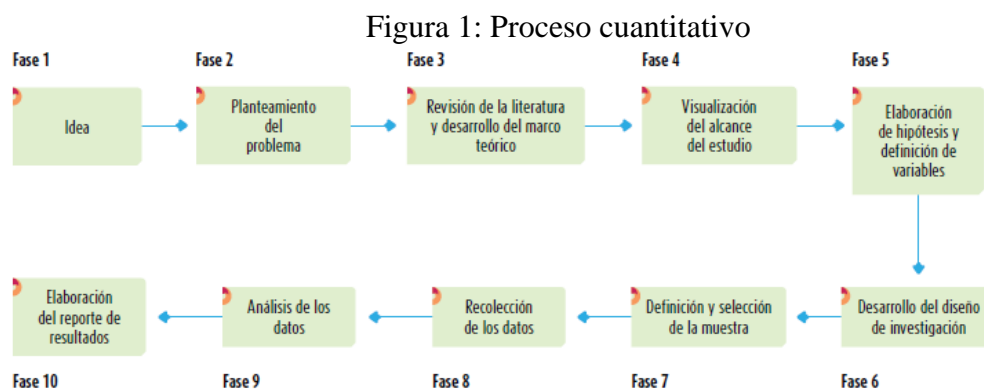 Figura 1: Proceso cuantitativo
Fase 1
Idea
Fase 2
Planteamiento
del
problema
Fase 3
Revisión de la literatura
y desarrollo del marco
teórico
Fase 4
Visualización
del alcance
del estudio
Fase 5
Elaboración
de hipótesis y
definición de
variables
Desarrollo del diseño
de investigación
Fase 6
Definición y selección
de la muestra
Fase 7
Recolección
de los datos
Fase 8
Análisis de los
datos
Fase 9
Elaboración
del reporte de
resultados
Fase 10